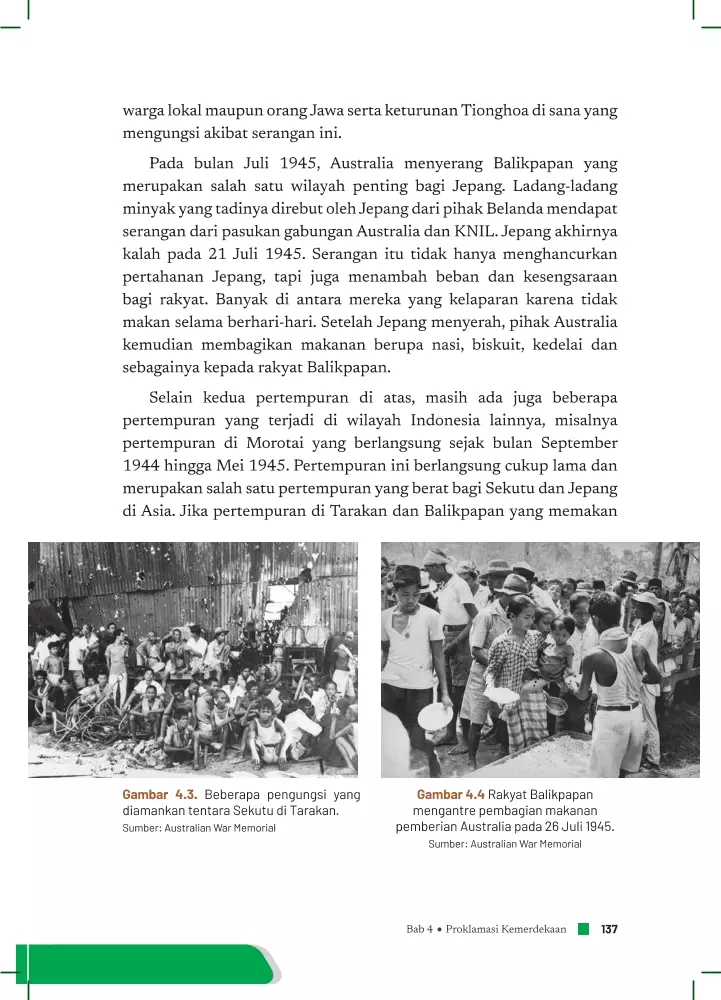 warga lokal maupun orang Jawa serta keturunan Tionghoa di sana yang
mengungsi akibat serangan ini.
Pada bulan Juli 1945, Australia menyerang Balikpapan yang
merupakan salah satu wilayah penting bagi Jepang. Ladang-ladang
minyak yang tadinya direbut oleh Jepang dari pihak Belanda mendapat
serangan dari pasukan gabungan Australia dan KNIL. Jepang akhirnya
kalah pada 21 Juli 1945. Serangan itu tidak hanya menghancurkan
pertahanan Jepang, tapi juga menambah beban dan kesengsaraan
bagi rakyat. Banyak di antara mereka yang kelaparan karena tidak
makan selama berhari-hari. Setelah Jepang menyerah, pihak Australia
kemudian membagikan makanan berupa nasi, biskuit, kedelai dan
sebagainya kepada rakyat Balikpapan.
Selain kedua pertempuran di atas, masih ada juga beberapa
pertempuran yang terjadi di wilayah Indonesia lainnya, misalnya
pertempuran di Morotai yang berlangsung sejak bulan September
1944 hingga Mei 1945. Pertempuran ini berlangsung cukup lama dan
merupakan salah satu pertempuran yang berat bagi Sekutu dan Jepang
di Asia. Jika pertempuran di Tarakan dan Balikpapan yang memakan
Gambar 4.3. Beberapa pengungsi yang
diamankan tentara Sekutu di Tarakan.
Sumber: Australian War Memorial
Gambar 4.4 Rakyat Balikpapan
mengantre pembagian makanan
pemberian Australia pada 26 Juli 1945.
Sumber: Australian War Memorial
Bab 4 • Proklamasi Kemerdekaan 137